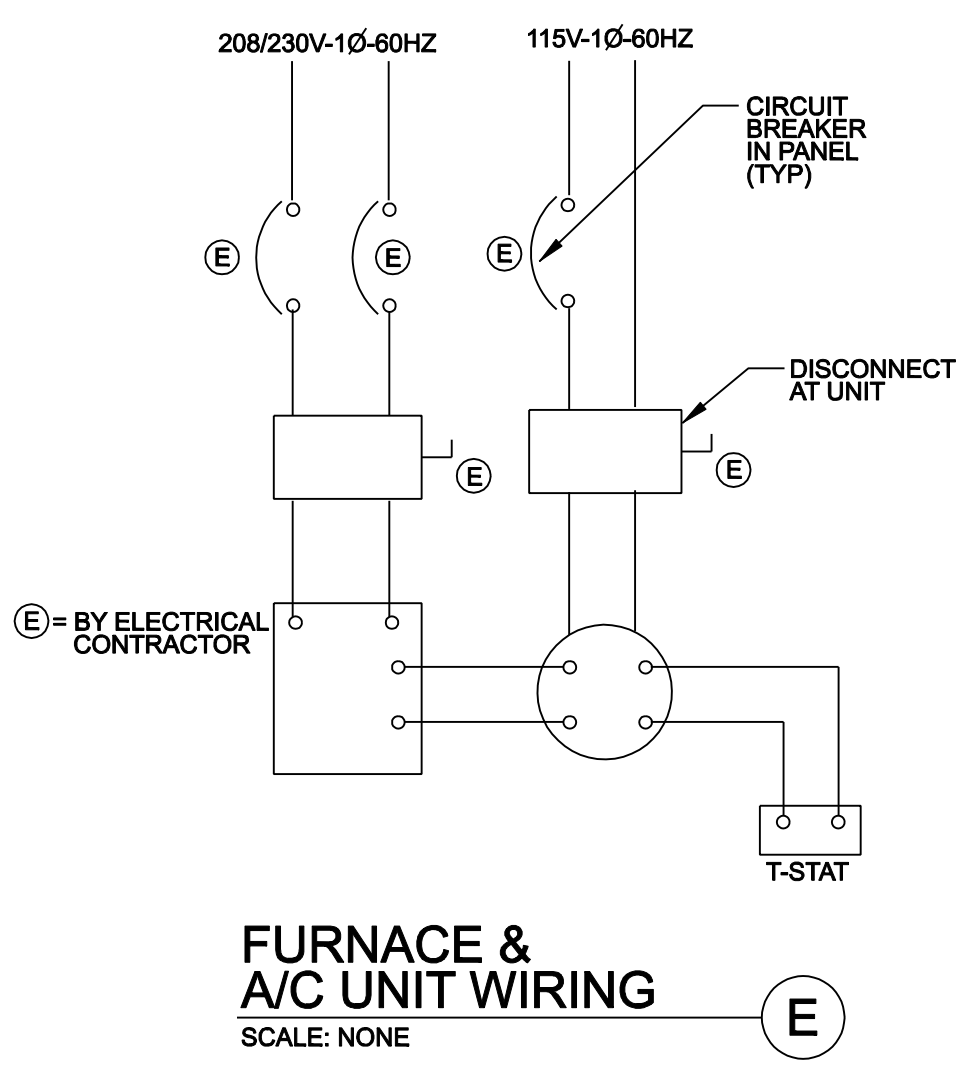 208/230V-1Ø-60HZ
115V-1Ø-60HZ
CIRCUIT
BREAKER
IN PANEL
(TYP)
E
E
E
DISCONNECT
AT UNIT
E
E
E = BY ELECTRICAL
CONTRACTOR
T-STAT
FURNACE &
A/C UNIT WIRING
E
SCALE: NONE